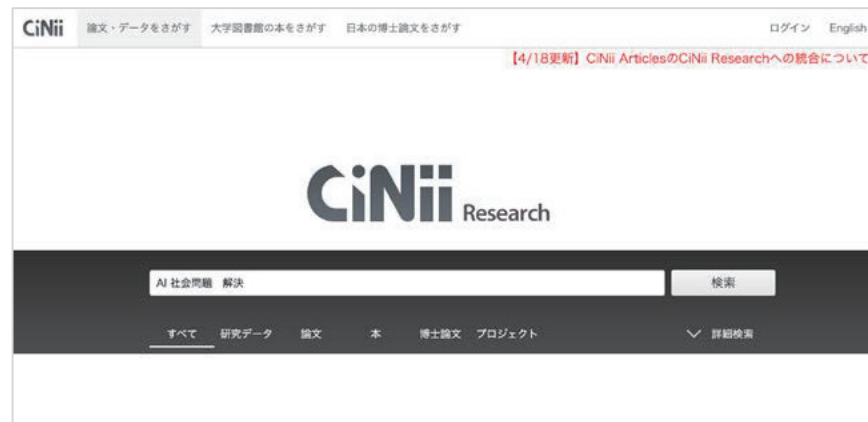 CiNii 論文・データをさがす 大学図書館の本をさがす 日本の博士論文をさがす ログイン English
【4/18更新】CiNii ArticlesのCiNii Researchへの統合について
CiNii Research
AI 社会問題 解決 検索
すべて 研究データ 論文 本 博士論文 プロジェクト 詳細検索